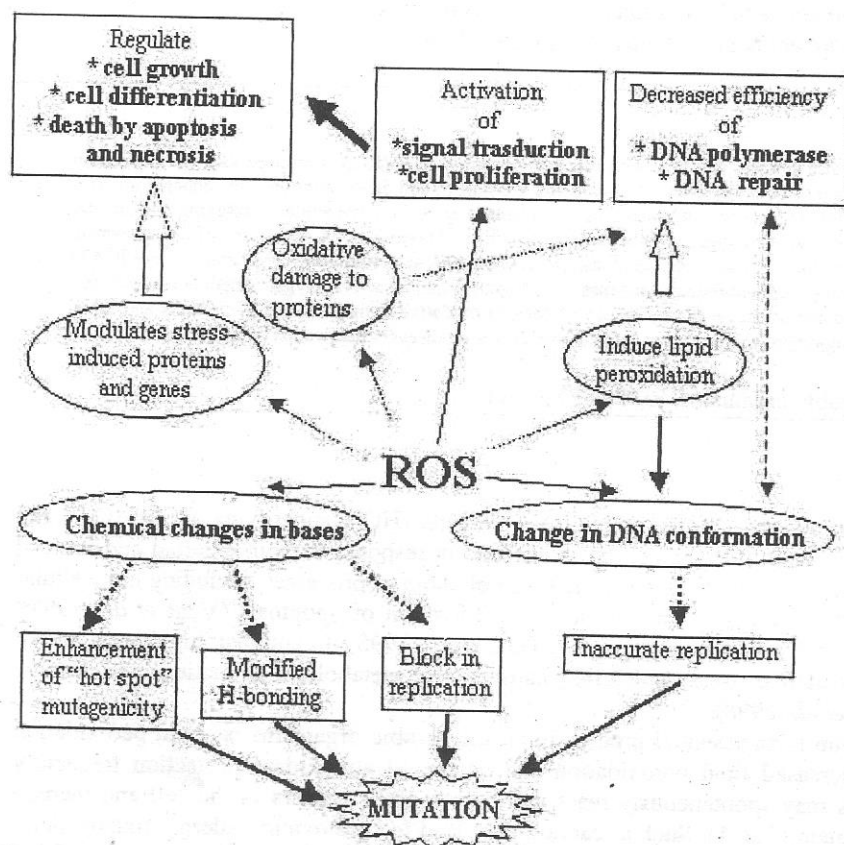 Regulate
* cell growth
* cell differentiation
* death by apoptosis
and necrosis
Activation
of
*signal trasduction
*cell proliferation
Decreased efficiency
of
* DNA polymerase
* DNA repair
Oxidative
damage to
proteins
Modulates stress-
induced proteins
and genes
Induce lipid
peroxidation
ROS
Chemical changes in bases
Change in DNA conformation
Enhancement
of "hot spot"
mutagenicity
Modified
H-bonding
Block in
replication
Inaccurate replication
MUTATION